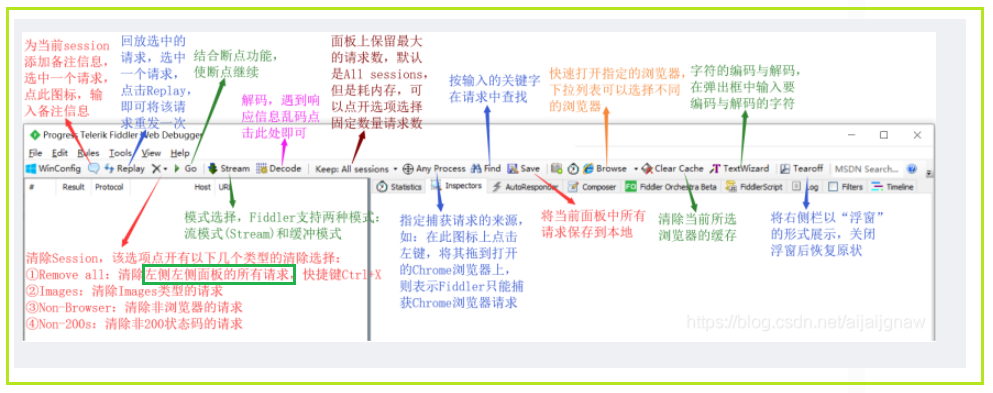 为当前session
添加备注信息，
选中一个请求，
点此图标，输
入备注信息
回放选中的
请求，选中
一个请求，
点击Replay，
即可将该请
求重发一次
结合断点功能，
使断点继续
解码，遇到响
应信息乱码点
击此处即可
面板上保留最大
的请求数，默认
是All sessions，
但是耗内存，可
以点开选项选择
固定数量请求数
按输入的关键字
在请求中查找
快速打开指定的浏览器，
下拉列表可以选择不同
的浏览器
字符的编码与解码，
在弹出框中输入要
编码与解码的字符
Progress Telerik Fiddler Web Debugger
File Edit Rules Tools View Help
WinConfig Replay Go Stream Decode Keep: All sessions Any Process Find Save Browse Clear Cache TextWizard Tearoff MSDN Search...
# Result Protocol Host URL
Statistics Inspectors AutoResponder Composer FO Fiddler Orchestra Beta FiddlerScript Log Filters Timeline
模式选择，Fiddler支持两种模式：
流模式(Stream)和缓冲模式
清除Session，该选项点开有以下几个类型的清除选择：
①Remove all：清除左侧左侧面板的所有请求，快捷键Ctrl+X
②Images：清除Images类型的请求
③Non-Browser：清除非浏览器的请求
④Non-200s：清除非200状态码的请求
指定捕获请求的来源，
如：在此图标上点击
左键，将其拖到打开
的Chrome浏览器上，
则表示Fiddler只能捕
获Chrome浏览器请求
将当前面板中所有
请求保存到本地
清除当前所选
浏览器的缓存
将右侧栏以“浮窗”
的形式展示，关闭
浮窗后恢复原状
https://blog.csdn.net/aijaijgnaw